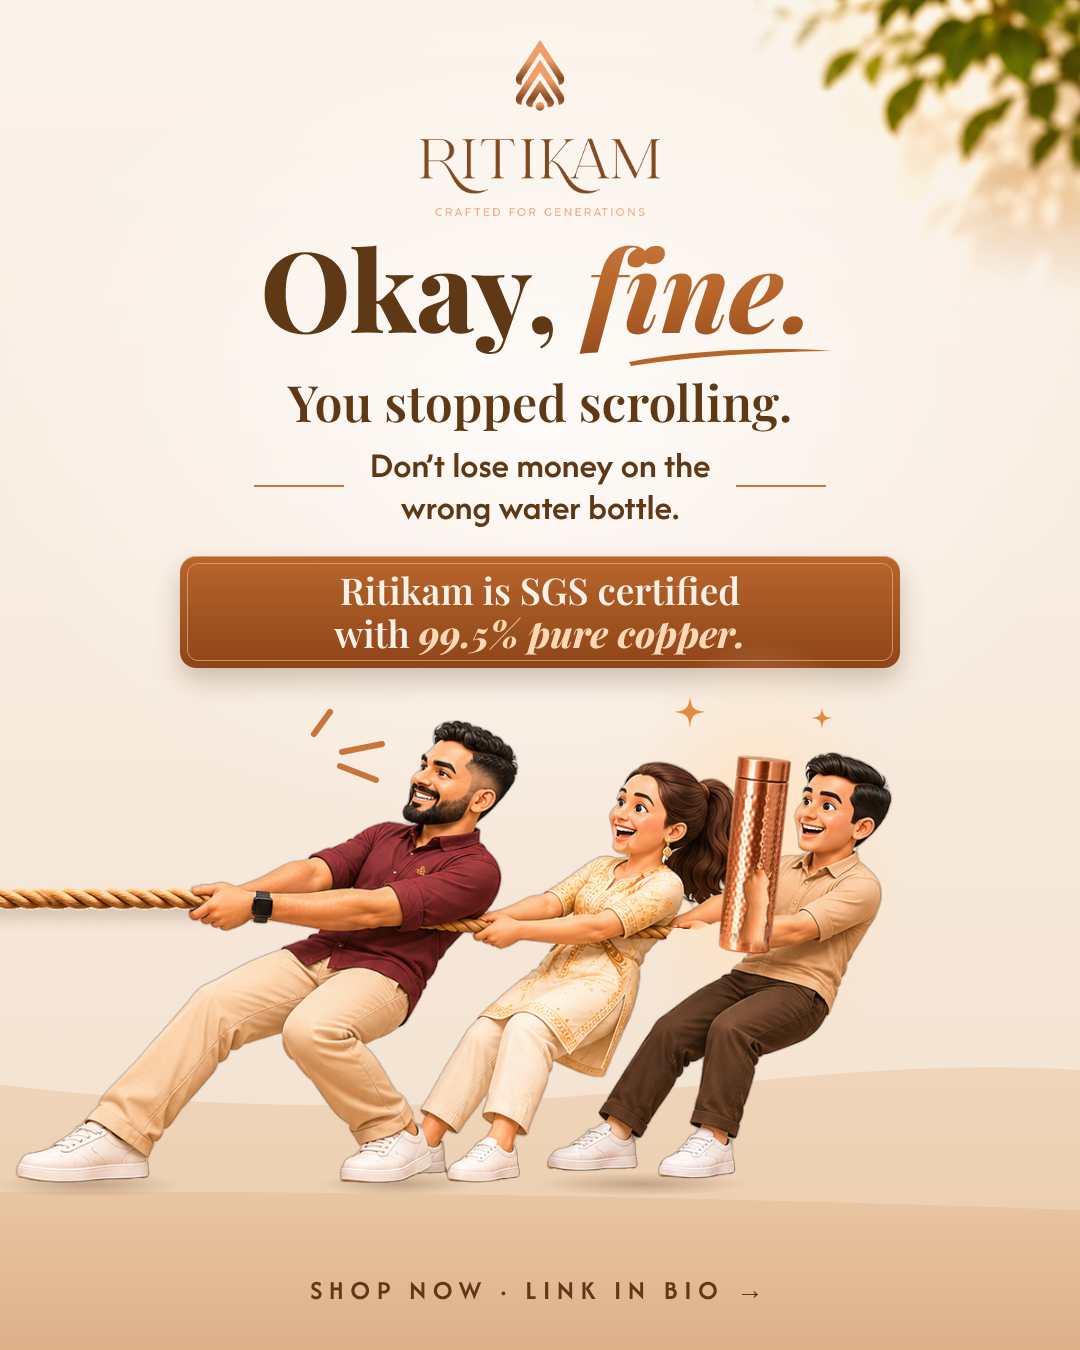 RITIKAM
CRAFTED FOR GENERATIONS
Okay, fine.
You stopped scrolling.
Don't lose money on the
wrong water bottle.
Ritikam is SGS certified
with 99.5% pure copper.
SHOP NOW · LINK IN BIO →